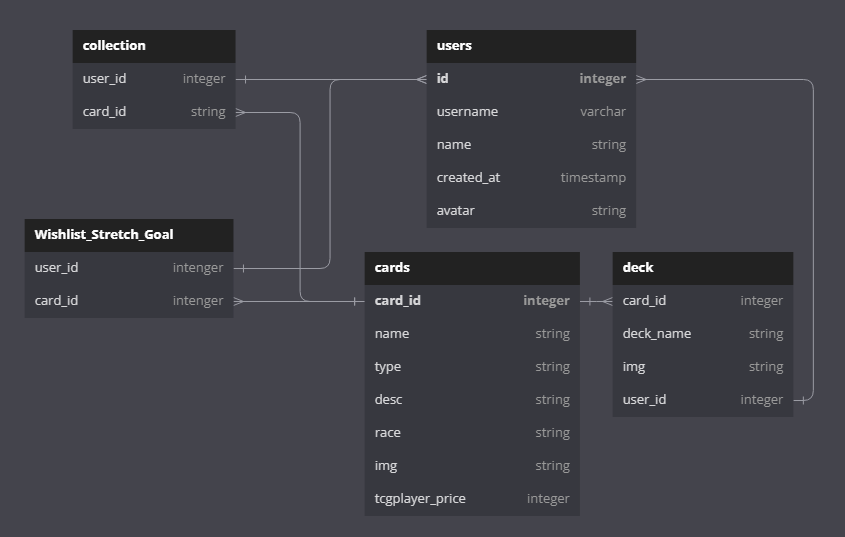 collection
user_id integer
card_id string
users
id integer
username varchar
name string
created_at timestamp
avatar string
Wishlist_Stretch_Goal
user_id intenger
card_id intenger
cards
card_id integer
name string
type string
desc string
race string
img string
tcgplayer_price integer
deck
card_id integer
deck_name string
img string
user_id integer